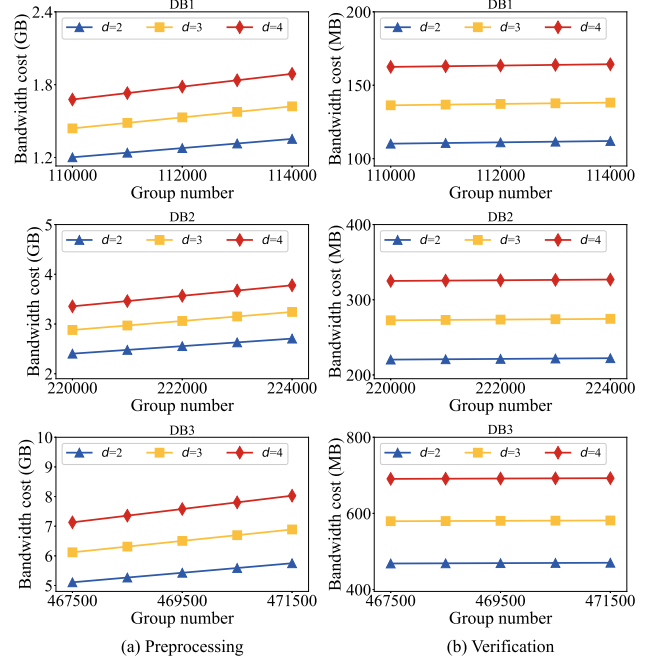 DB1
Bandwidth cost (GB)
2.4
1.8
1.2
d=2 d=3 d=4
110000 112000 114000
Group number
DB1
Bandwidth cost (MB)
200
150
100
d=2 d=3 d=4
110000 112000 114000
Group number
DB2
Bandwidth cost (GB)
5
4
3
2
d=2 d=3 d=4
220000 222000 224000
Group number
DB2
Bandwidth cost (MB)
400
300
200
d=2 d=3 d=4
220000 222000 224000
Group number
DB3
Bandwidth cost (GB)
10
9
8
7
6
5
d=2 d=3 d=4
467500 469500 471500
Group number
DB3
Bandwidth cost (MB)
800
600
400
d=2 d=3 d=4
467500 469500 471500
Group number
(a) Preprocessing
(b) Verification